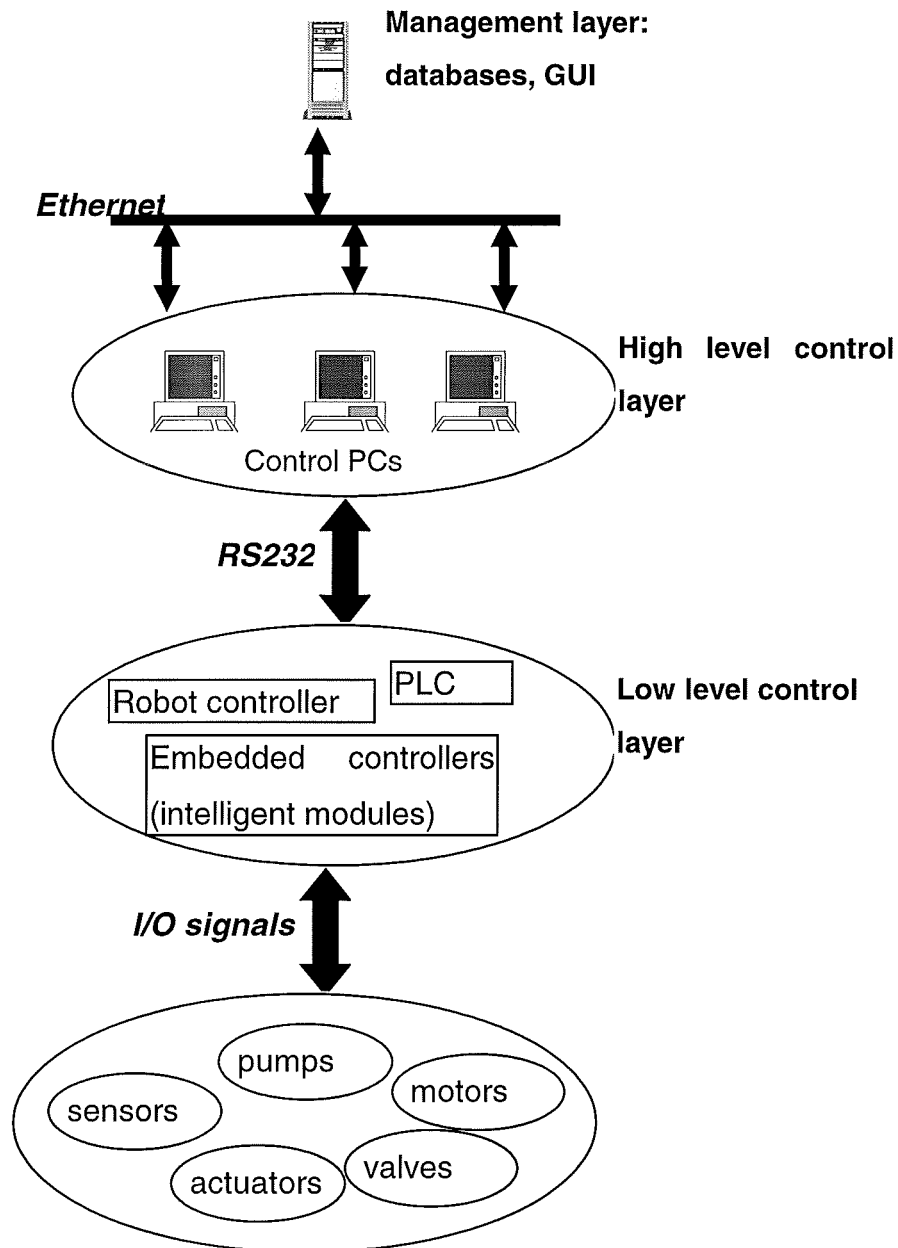 Management layer:
databases, GUI
Ethernet
High level control
layer
Control PCs
RS232
PLC
Robot controller
Low level control
layer
Embedded controllers
(intelligent modules)
I/O signals
pumps
motors
sensors
valves
actuators